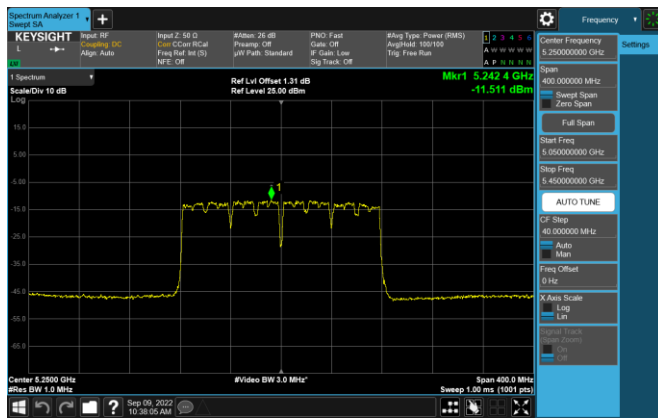 Spectrum Analyzer 1
Swept SA
+
Frequency
KEYSIGHT
L
Input: RF
Coupling: DC
Align: Auto
Input Z: 50 Ω
Corr CCorr RCal
Freq Ref: Int (S)
NFE: Off
#Atten: 26 dB
Preamp: Off
µW Path: Standard
PNO: Fast
Gate: Off
IF Gain: Low
Sig Track: Off
#Avg Type: Power (RMS)
Avg|Hold: 100/100
Trig: Free Run
1 2 3 4 5 6
A W W W W W
A P N N N N
1 Spectrum
Scale/Div 10 dB
Log
Ref Lvl Offset 1.31 dB
Ref Level 25.00 dBm
Mkr1 5.242 4 GHz
-11.511 dBm
15.0
5.00
-5.00
-15.0
-25.0
-35.0
-45.0
-55.0
-65.0
1
Center 5.2500 GHz
#Res BW 1.0 MHz
#Video BW 3.0 MHz*
Span 400.0 MHz
Sweep 1.00 ms (1001 pts)
Sep 09, 2022
10:38:05 AM
?
Center Frequency
5.250000000 GHz
Settings
Span
400.000000 MHz
Swept Span
Zero Span
Full Span
Start Freq
5.050000000 GHz
Stop Freq
5.450000000 GHz
AUTO TUNE
CF Step
40.000000 MHz
Auto
Man
Freq Offset
0 Hz
X Axis Scale
Log
Lin
Signal Track
(Span Zoom)
On
Off